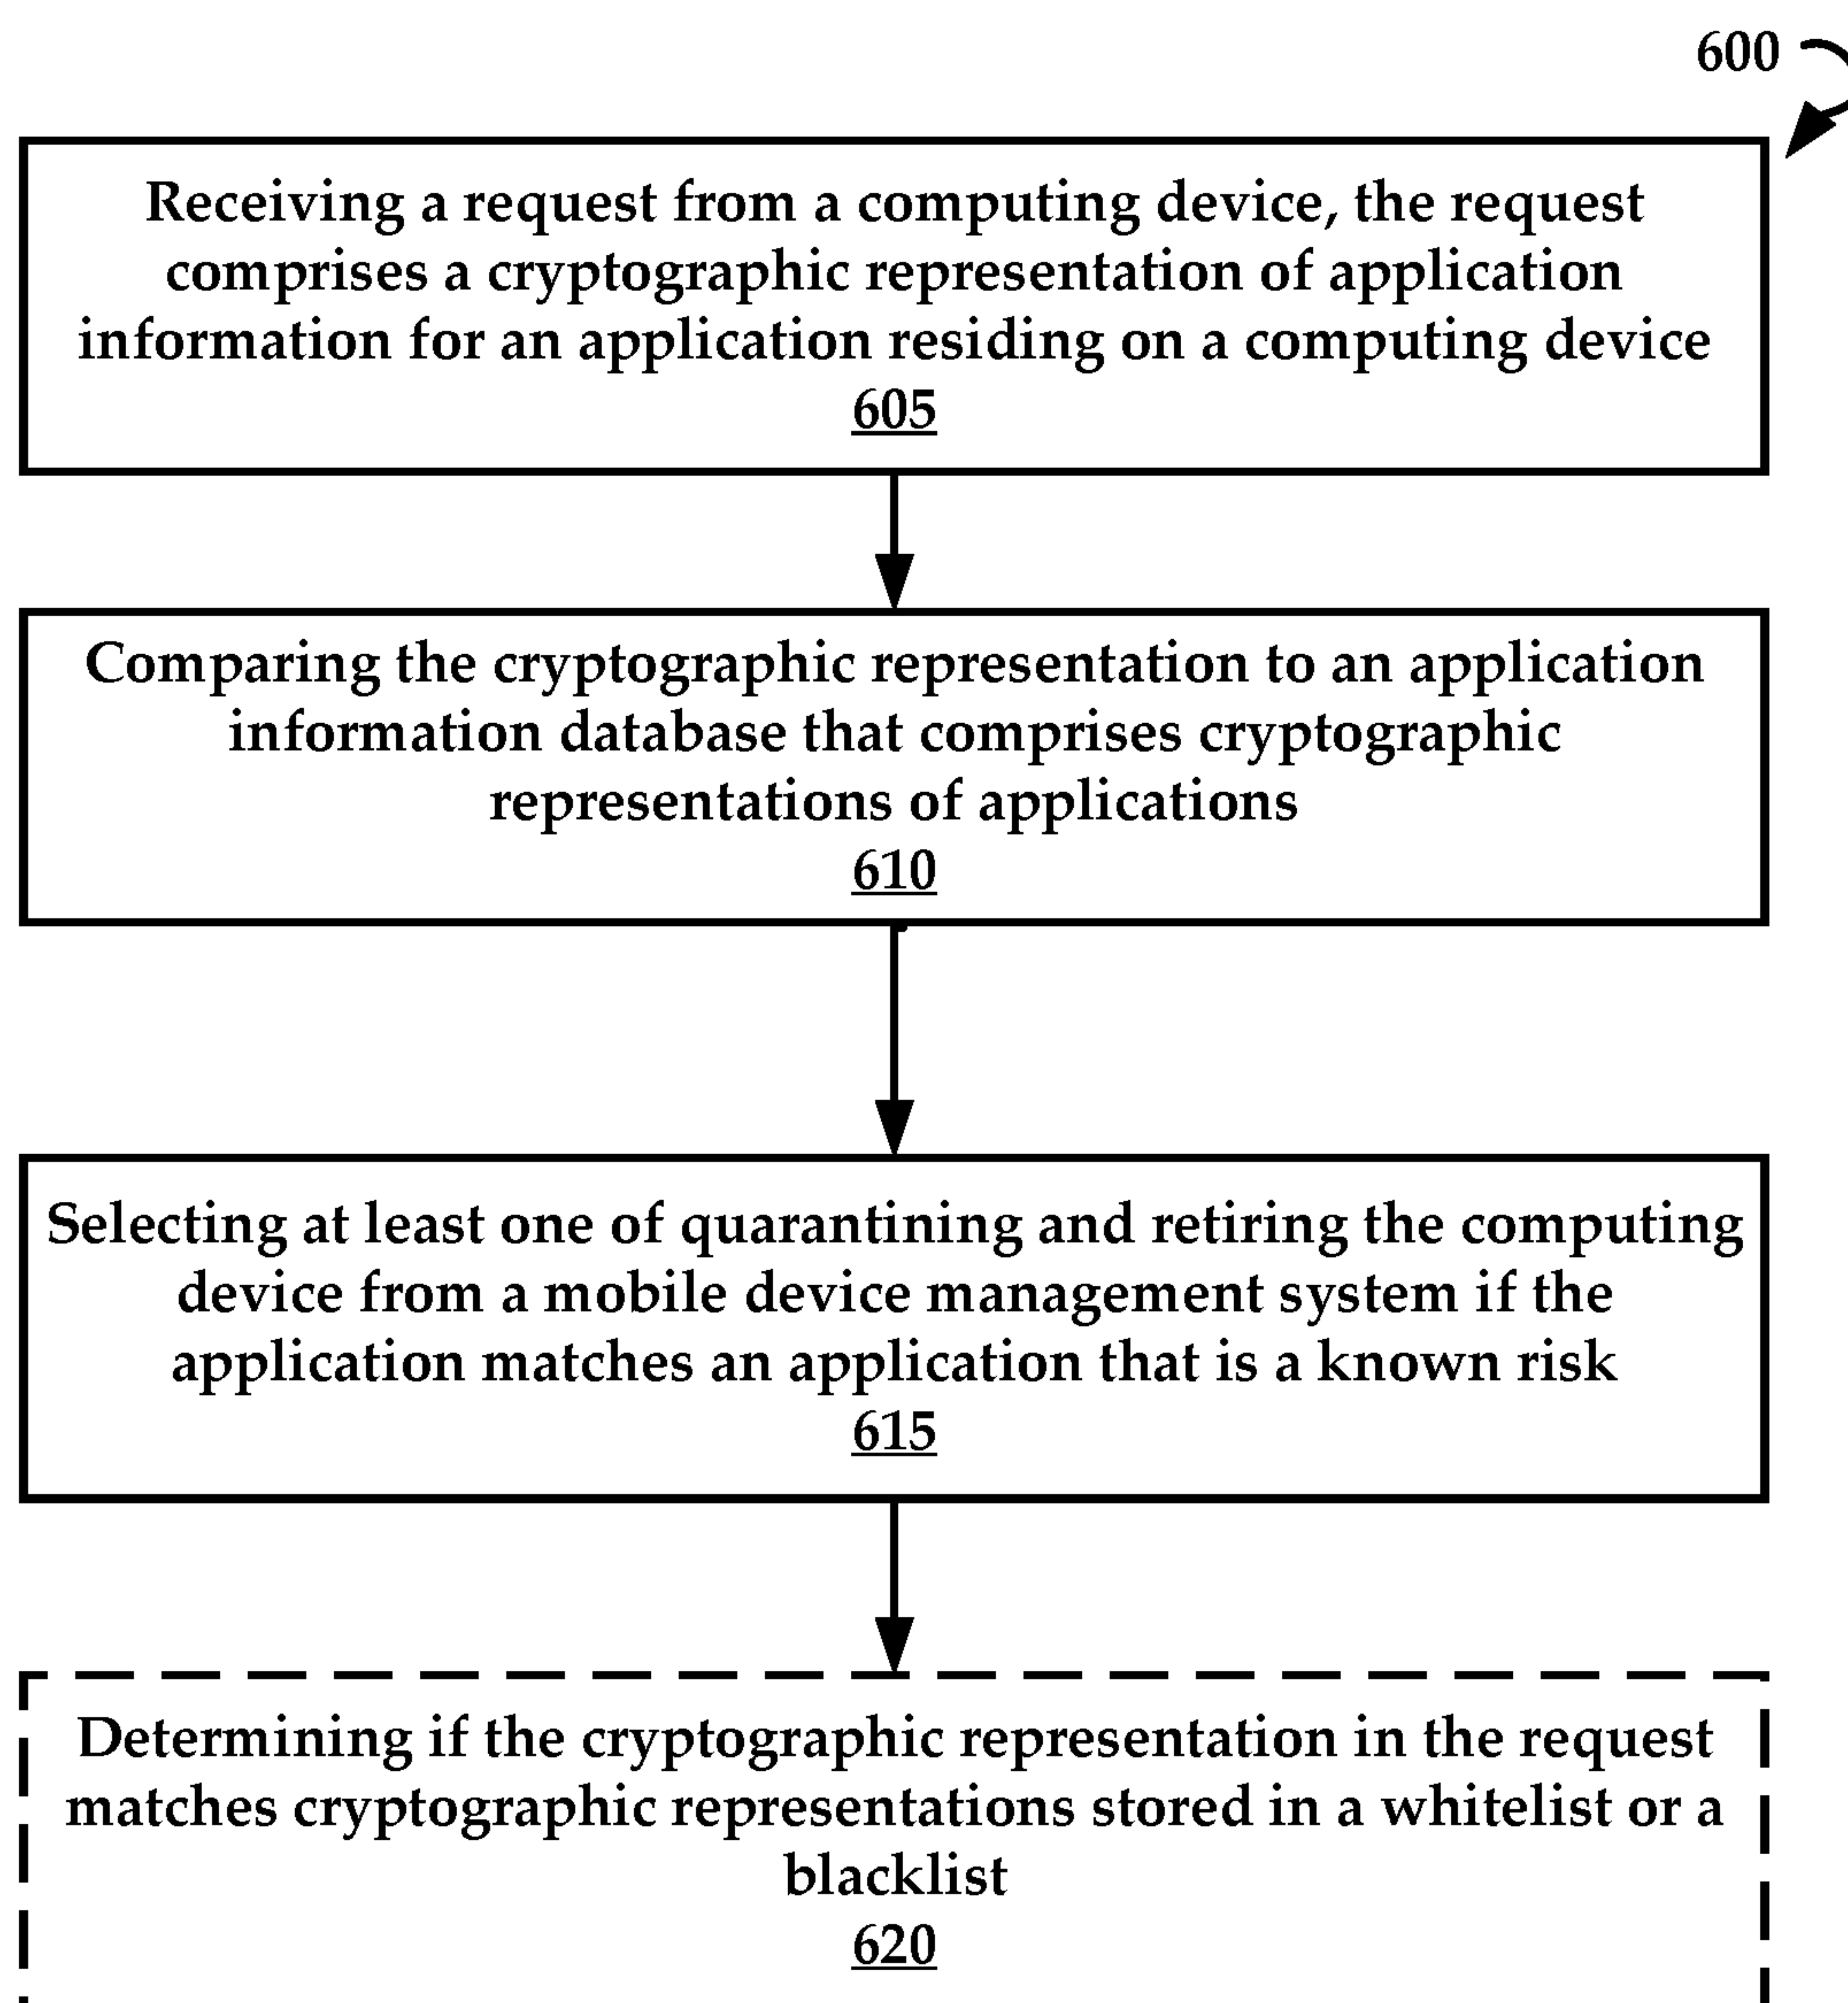 600
Receiving a request from a computing device, the request
comprises a cryptographic representation of application
information for an application residing on a computing device
605
Comparing the cryptographic representation to an application
information database that comprises cryptographic
representations of applications
610
Selecting at least one of quarantining and retiring the computing
device from a mobile device management system if the
application matches an application that is a known risk
615
Determining if the cryptographic representation in the request
matches cryptographic representations stored in a whitelist or a
blacklist
620